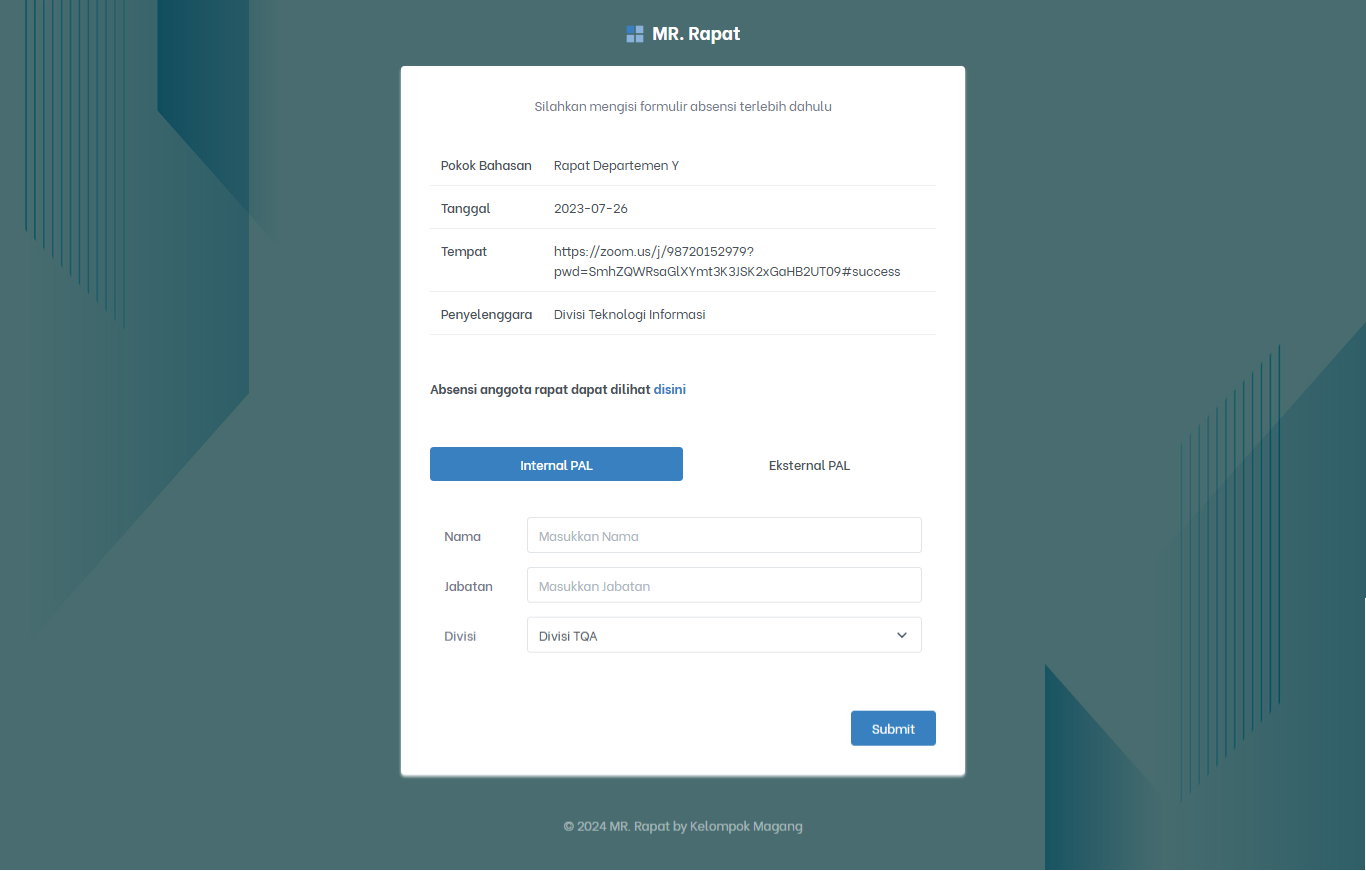 MR. Rapat
Silahkan mengisi formulir absensi terlebih dahulu
Pokok Bahasan Rapat Departemen Y
Tanggal 2023-07-26
Tempat https://zoom.us/j/98720152979?
pwd=SmhZQWRsaGlXYmt3K3JSK2xGaHB2UT09#success
Penyelenggara Divisi Teknologi Informasi
Absensi anggota rapat dapat dilihat disini
Internal PAL Eksternal PAL
Nama Masukkan Nama
Jabatan Masukkan Jabatan
Divisi Divisi TQA
Submit
© 2024 MR. Rapat by Kelompok Magang